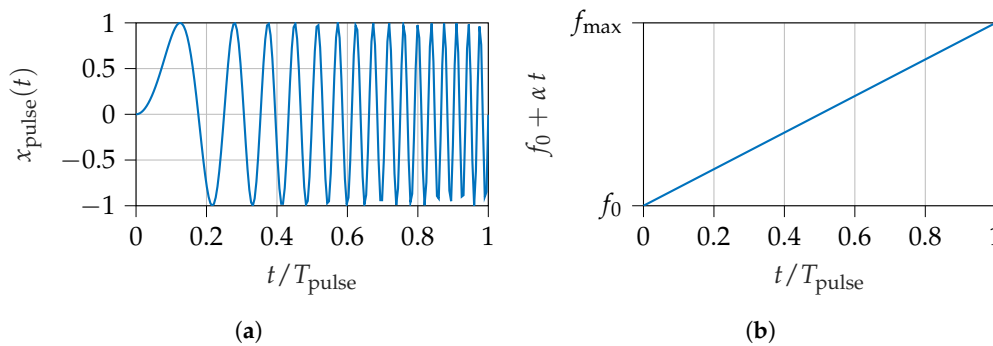 x_pulse(t)
1
0.5
0
−0.5
−1
0 0.2 0.4 0.6 0.8 1
t/T_pulse
(a)
f_0 + α t
f_max
f_0
0 0.2 0.4 0.6 0.8 1
t/T_pulse
(b)